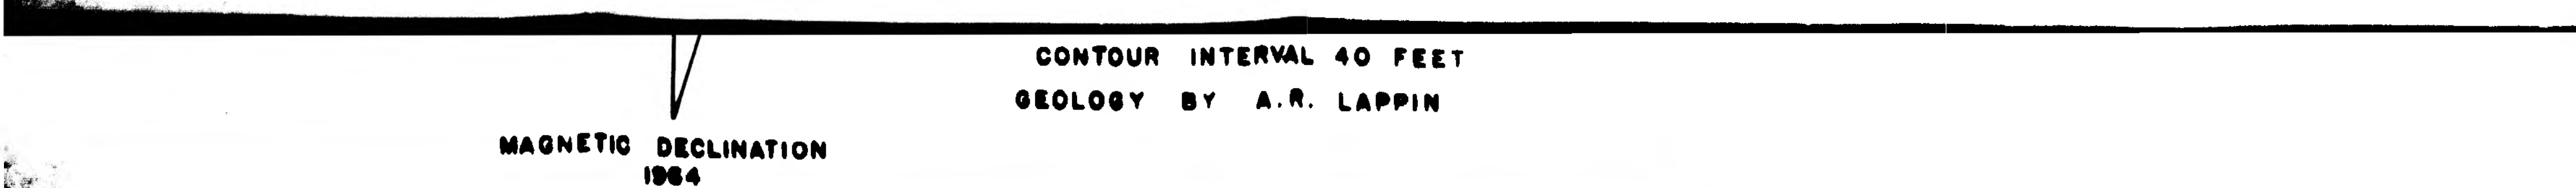 CONTOUR INTERVAL 40 FEET
GEOLOGY BY A.R. LAPPIN
MAGNETIC DECLINATION
1964